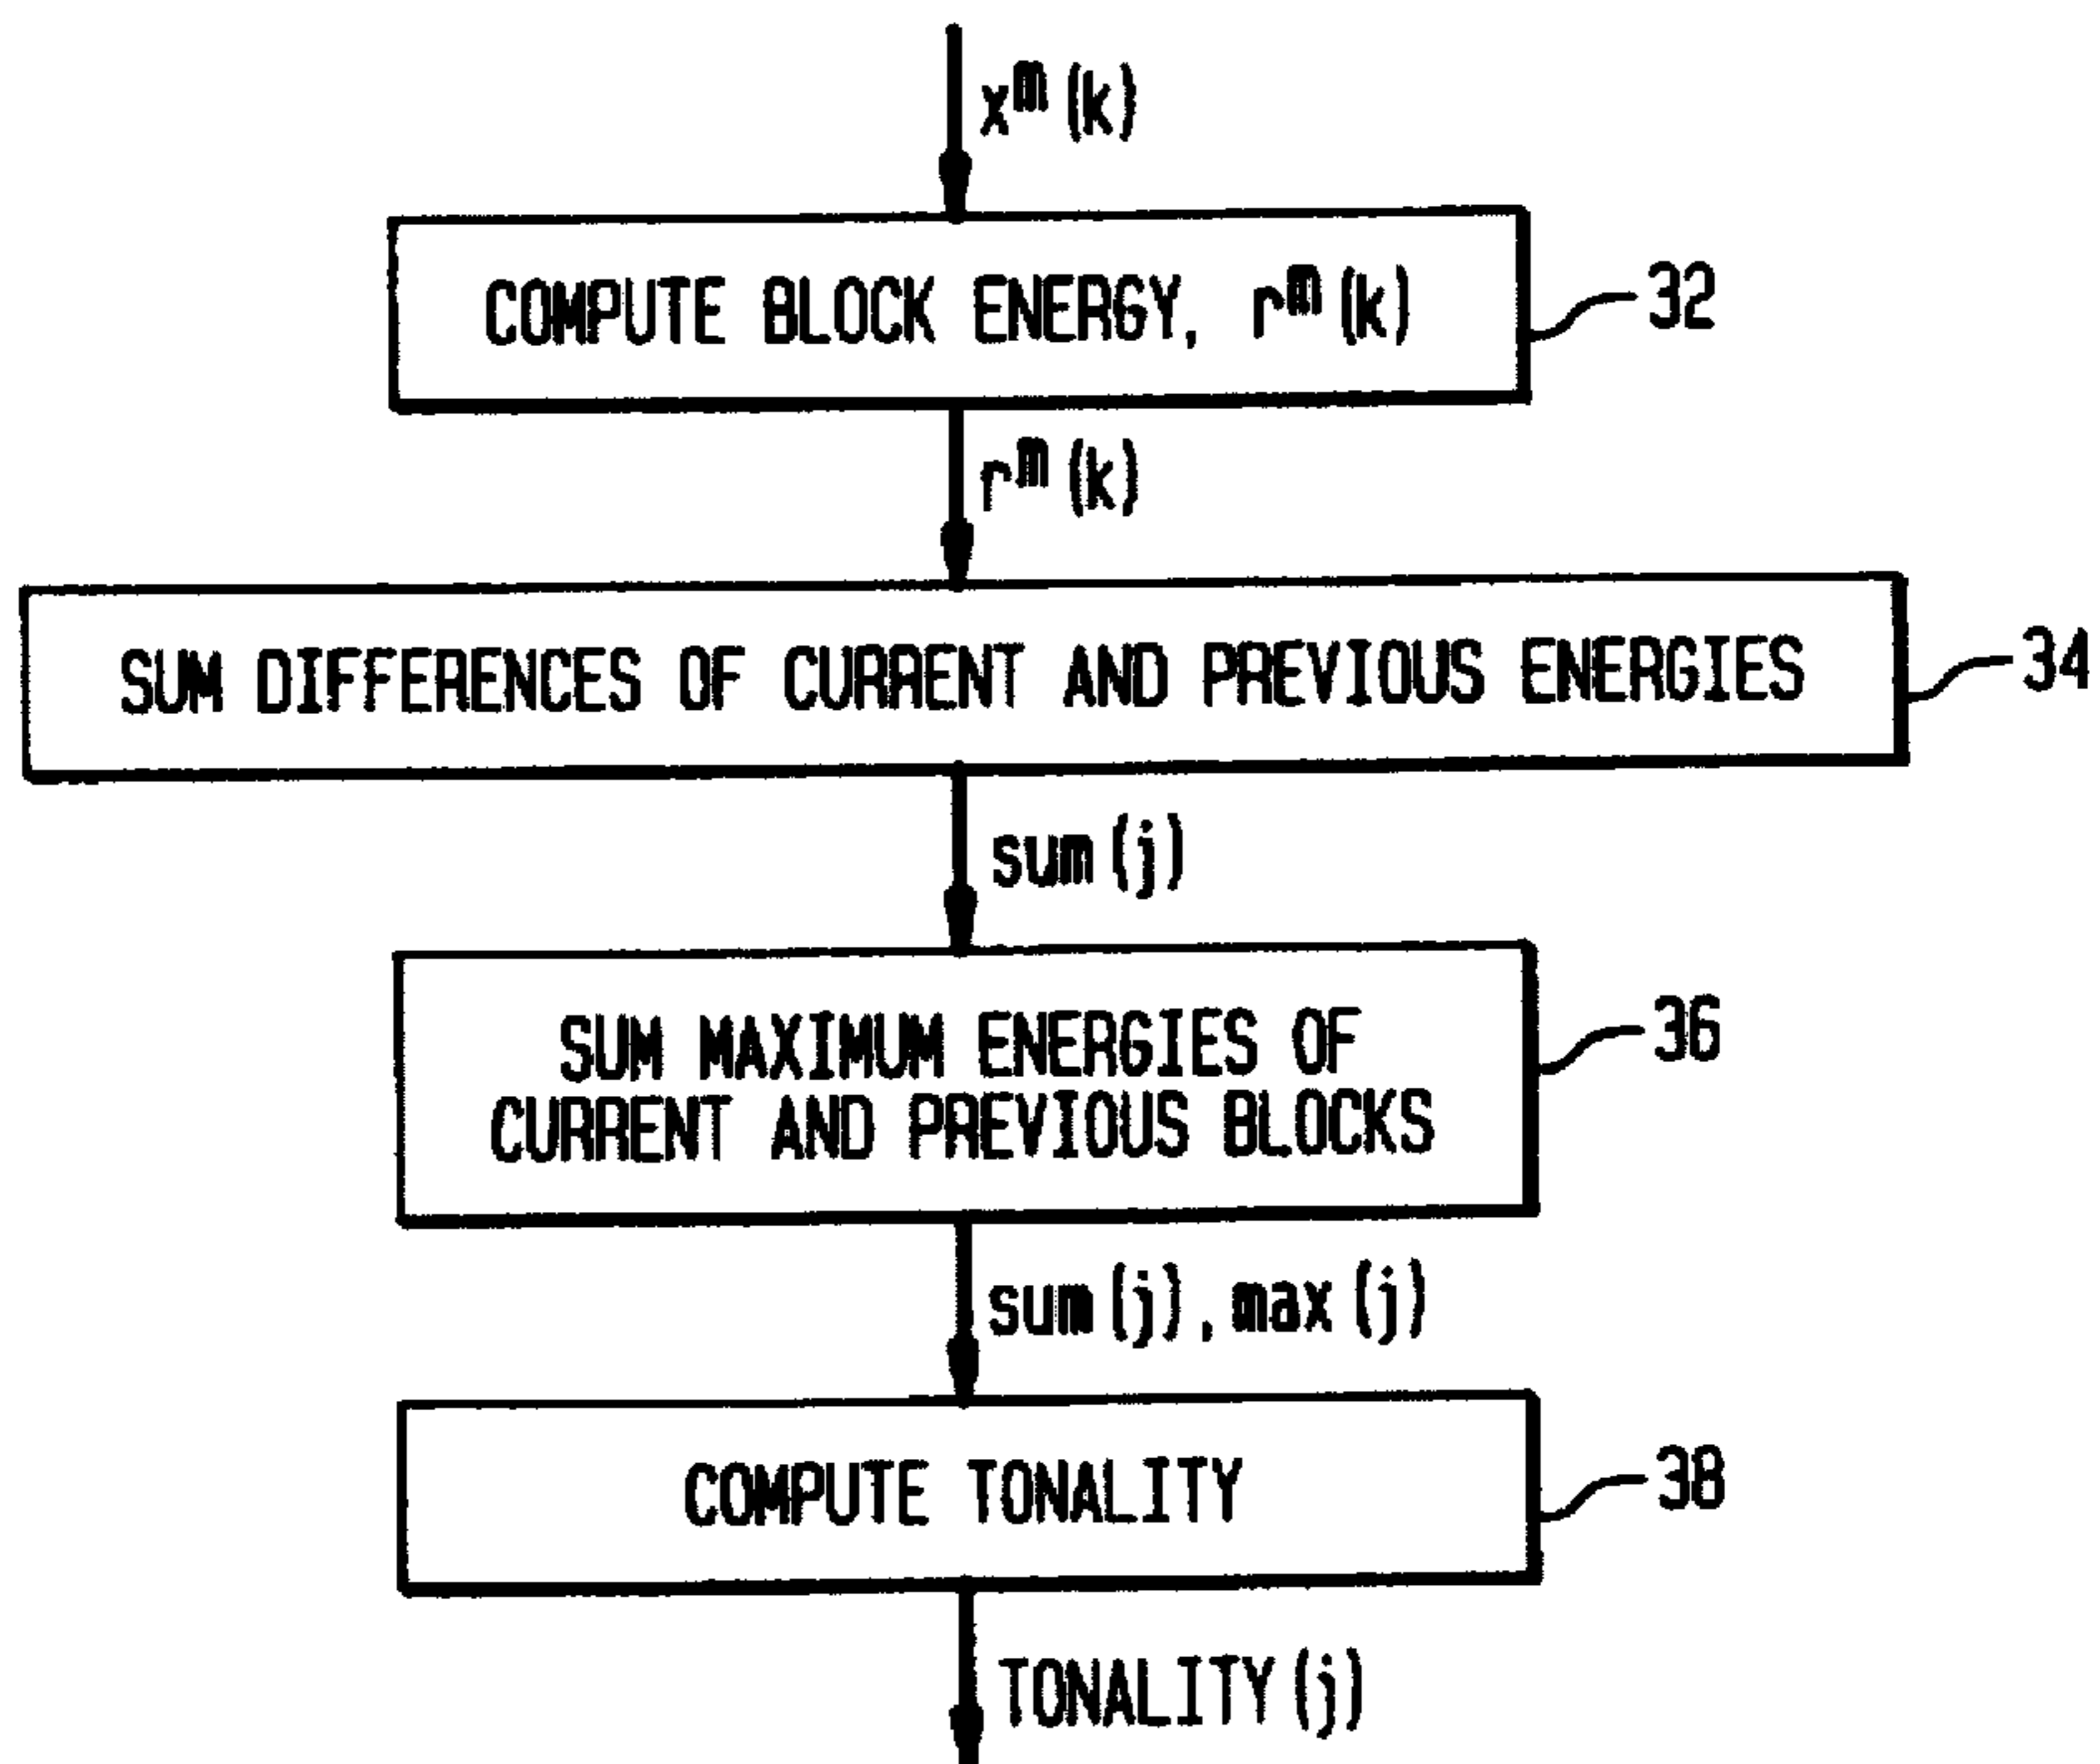 x^m(k)
COMPUTE BLOCK ENERGY, r^m(k)
32
r^m(k)
SUM DIFFERENCES OF CURRENT AND PREVIOUS ENERGIES
34
sum(j)
SUM MAXIMUM ENERGIES OF
CURRENT AND PREVIOUS BLOCKS
36
sum(j), max(j)
COMPUTE TONALITY
38
TONALITY(j)